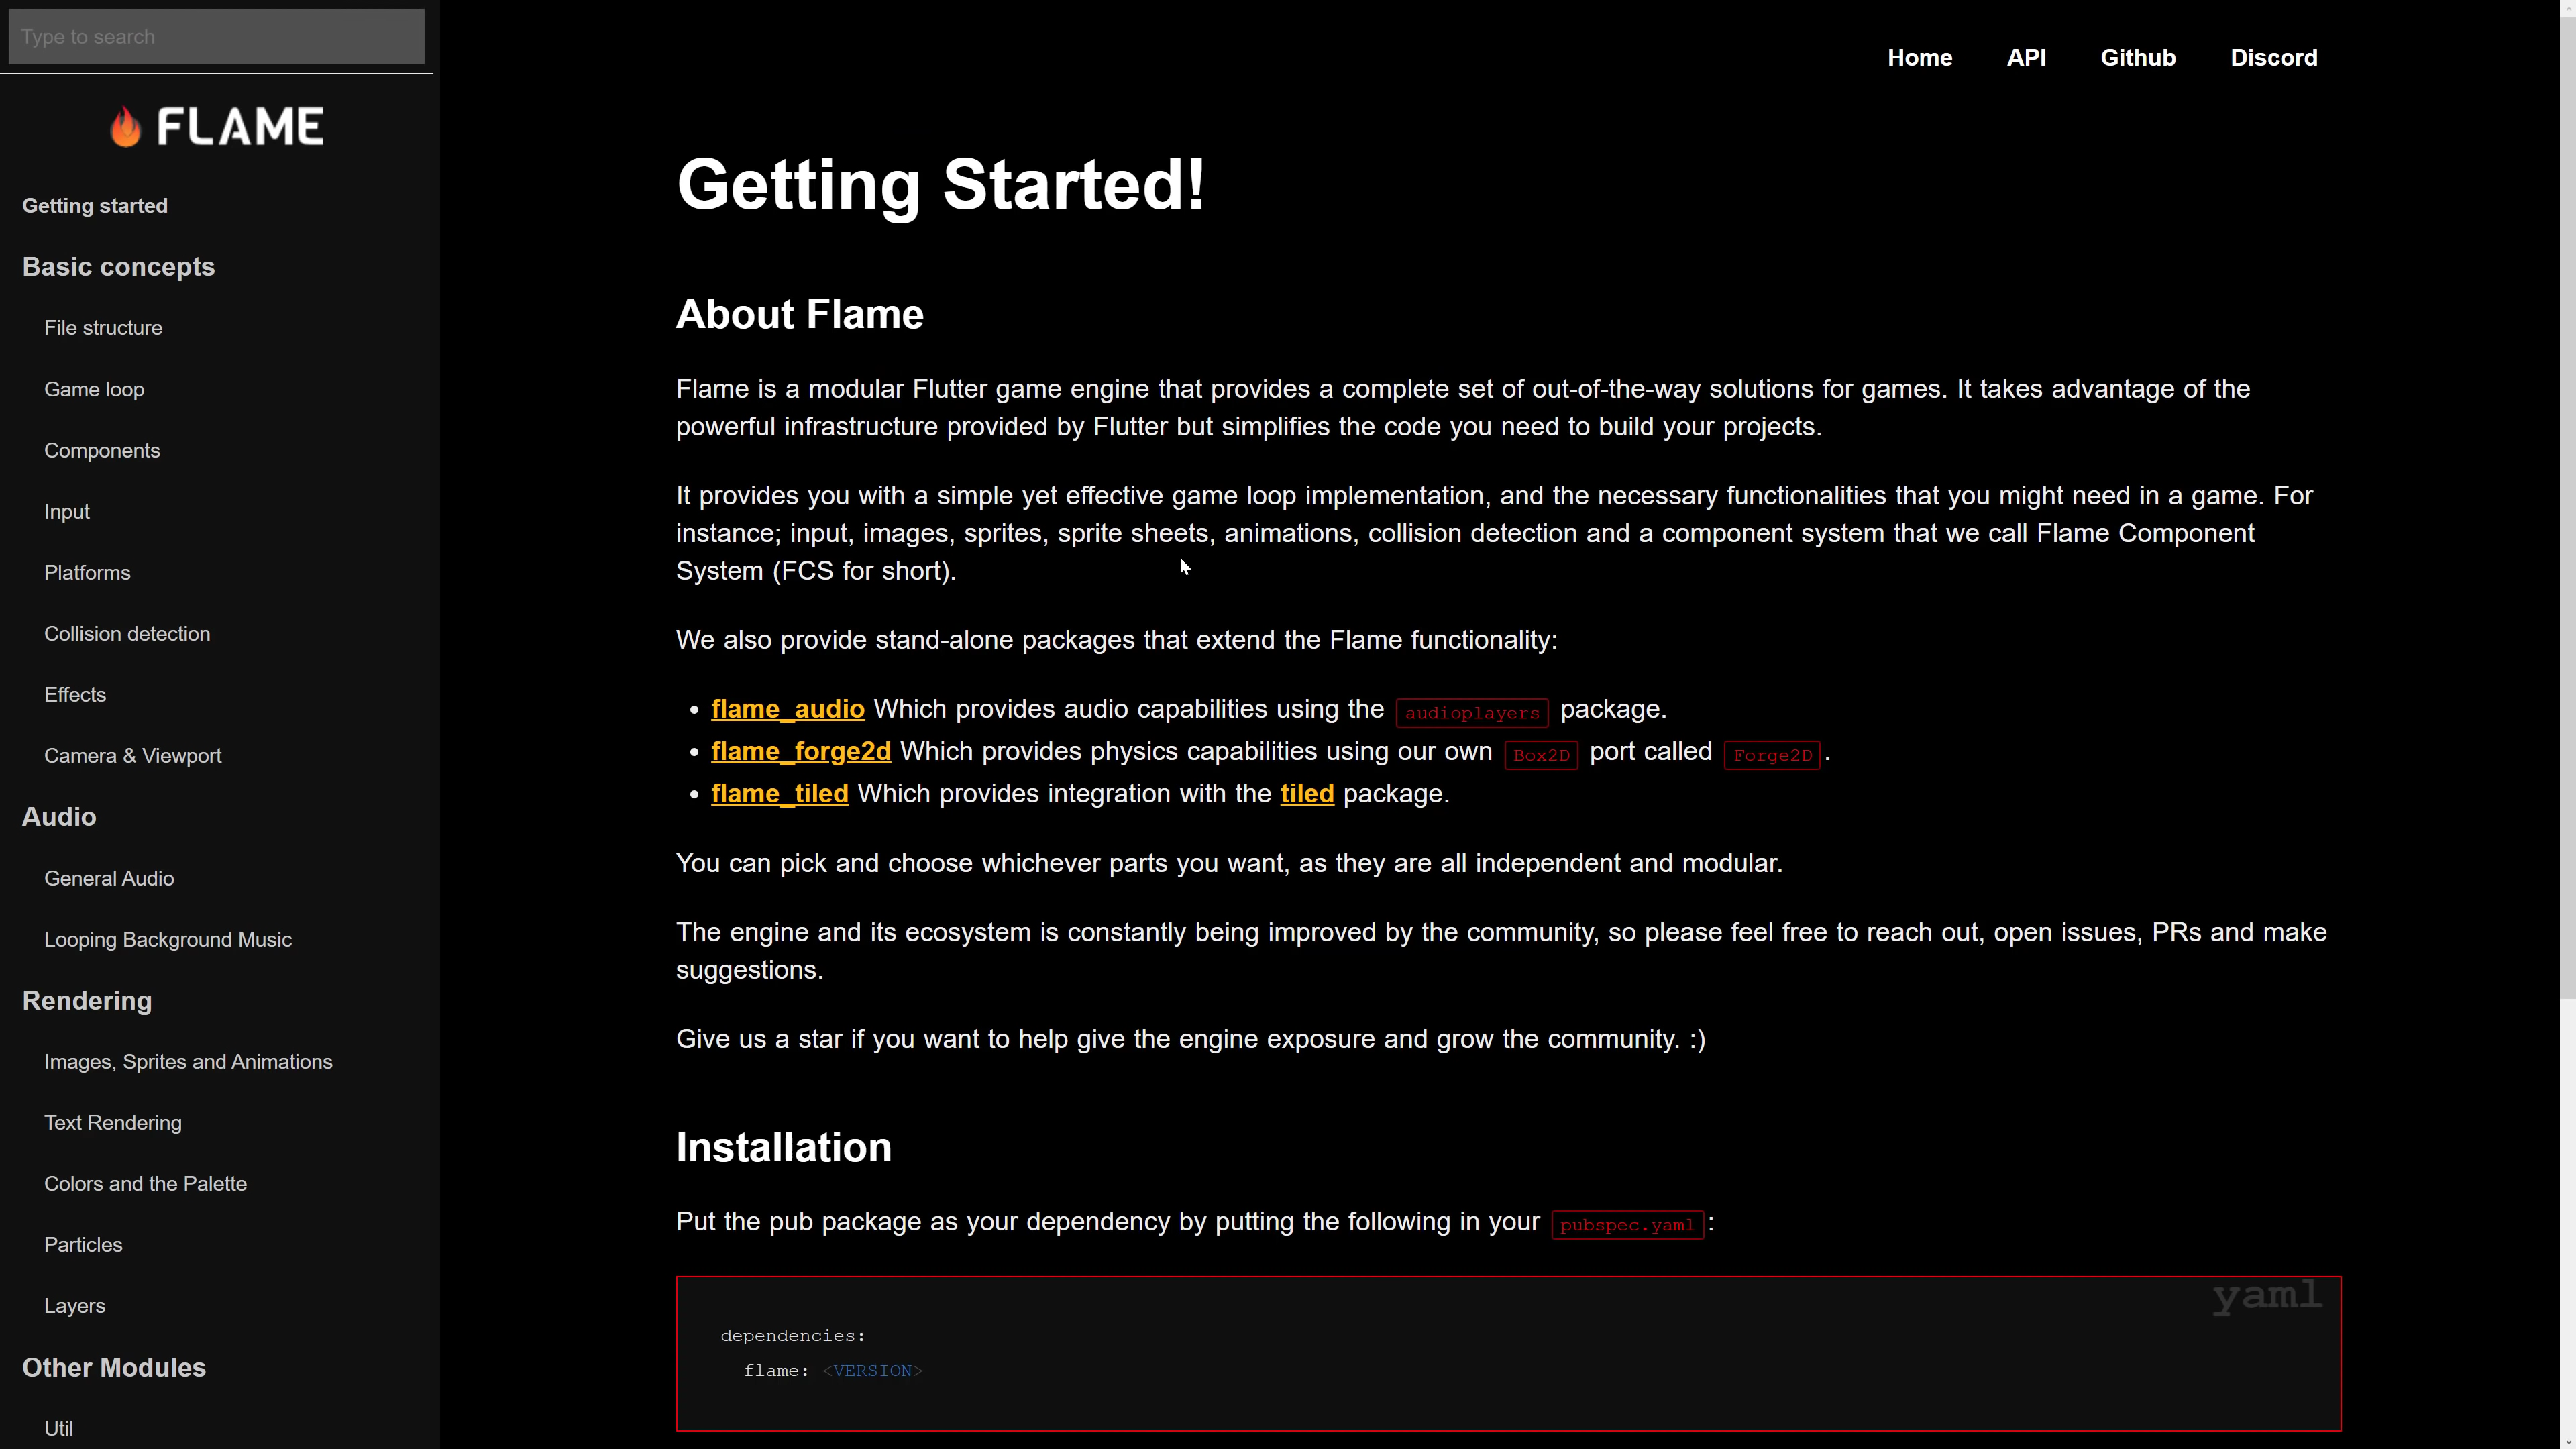 Type to search
FLAME
Getting started
Basic concepts
File structure
Game loop
Components
Input
Platforms
Collision detection
Effects
Camera & Viewport
Audio
General Audio
Looping Background Music
Rendering
Images, Sprites and Animations
Text Rendering
Colors and the Palette
Particles
Layers
Other Modules
Util
Home API Github Discord
Getting Started!
About Flame
Flame is a modular Flutter game engine that provides a complete set of out-of-the-way solutions for games. It takes advantage of the
powerful infrastructure provided by Flutter but simplifies the code you need to build your projects.
It provides you with a simple yet effective game loop implementation, and the necessary functionalities that you might need in a game. For
instance; input, images, sprites, sprite sheets, animations, collision detection and a component system that we call Flame Component
System (FCS for short).
We also provide stand-alone packages that extend the Flame functionality:
• flame_audio Which provides audio capabilities using the audioplayers package.
• flame_forge2d Which provides physics capabilities using our own Box2D port called Forge2D.
• flame_tiled Which provides integration with the tiled package.
You can pick and choose whichever parts you want, as they are all independent and modular.
The engine and its ecosystem is constantly being improved by the community, so please feel free to reach out, open issues, PRs and make
suggestions.
Give us a star if you want to help give the engine exposure and grow the community. :)
Installation
Put the pub package as your dependency by putting the following in your pubspec.yaml:
yaml
dependencies:
flame: <VERSION>